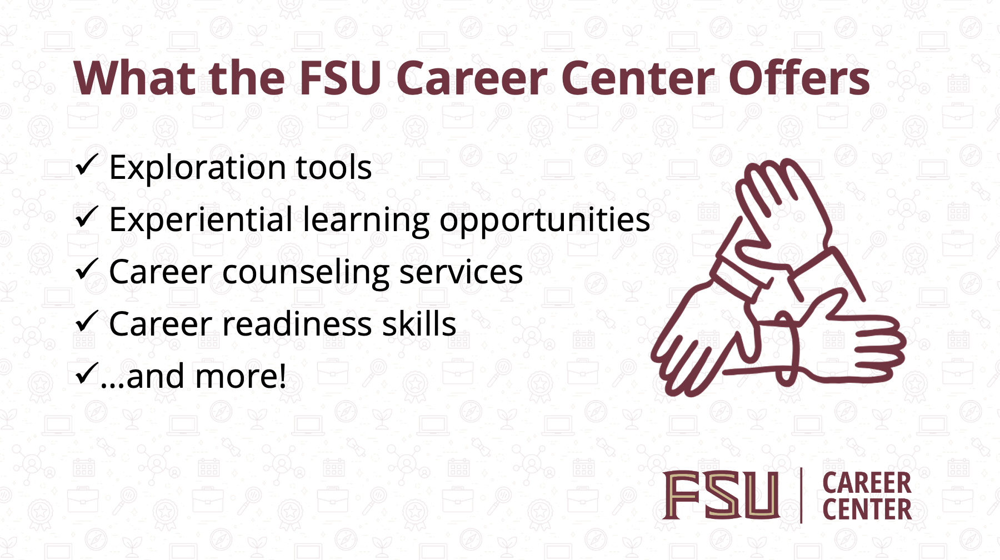 What the FSU Career Center Offers
✓ Exploration tools
✓ Experiential learning opportunities
✓ Career counseling services
✓ Career readiness skills
✓...and more!
FSU | CAREER
CENTER